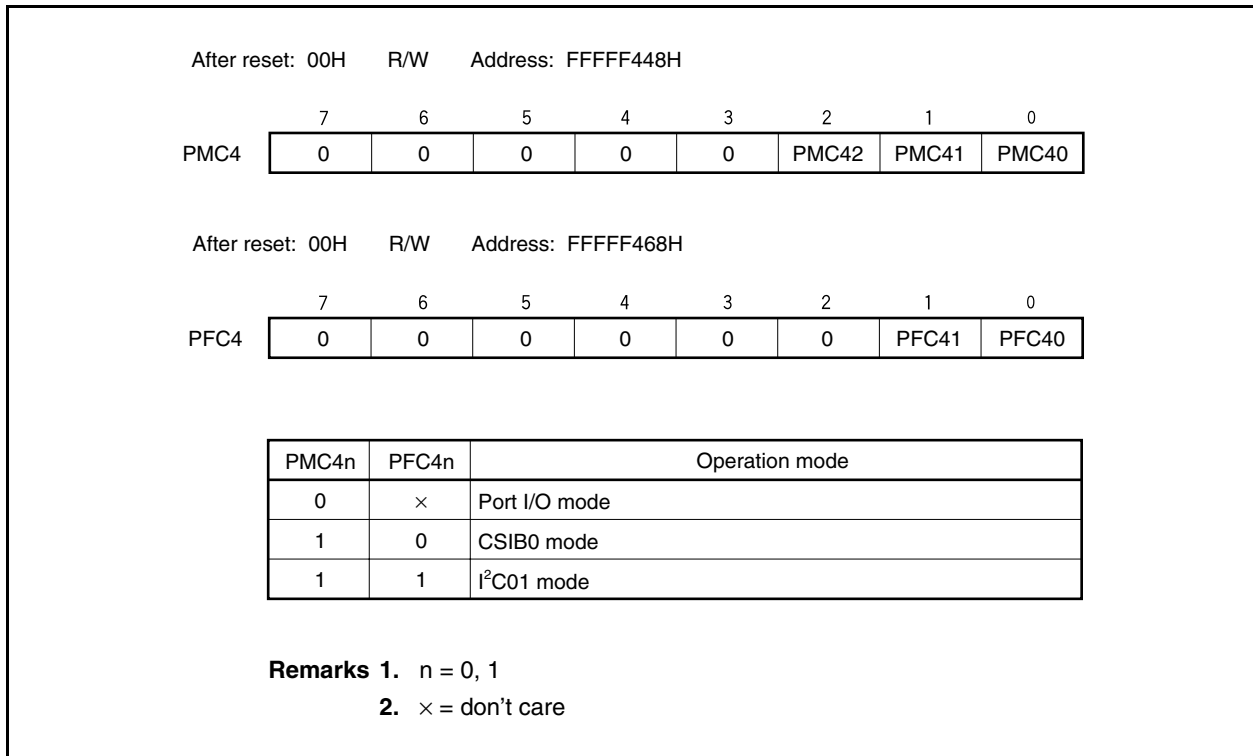 After reset: 00H R/W Address: FFFFF448H
7 6 5 4 3 2 1 0
PMC4 0 0 0 0 0 PMC42 PMC41 PMC40
After reset: 00H R/W Address: FFFFF468H
7 6 5 4 3 2 1 0
PFC4 0 0 0 0 0 0 PFC41 PFC40
PMC4n PFC4n Operation mode
0 × Port I/O mode
1 0 CSIB0 mode
1 1 I²C01 mode
Remarks 1. n = 0, 1
2. × = don't care